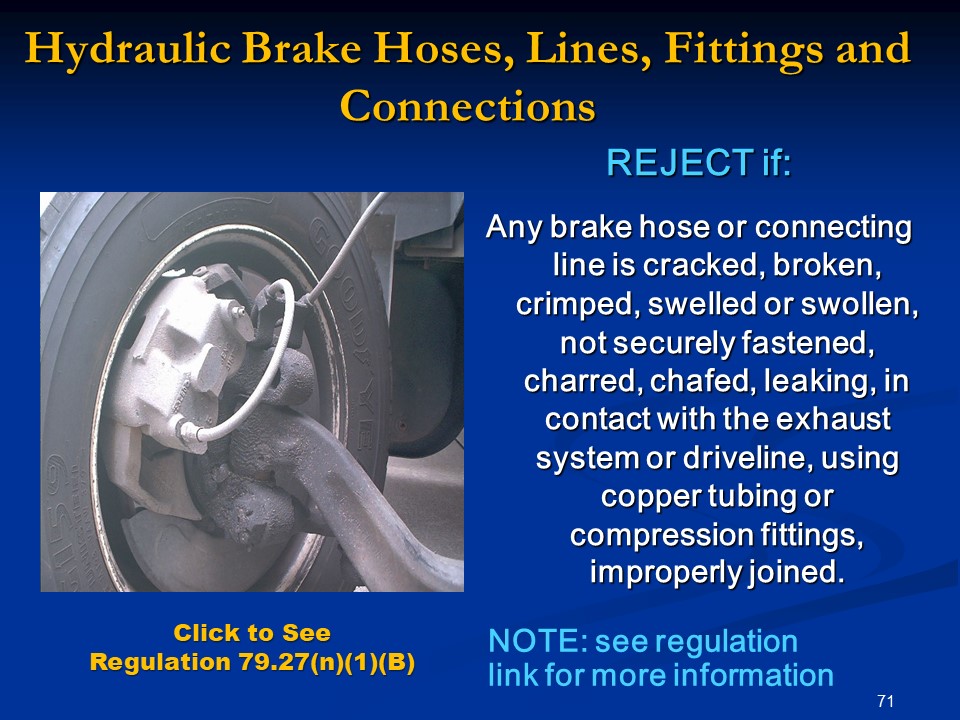 Hydraulic Brake Hoses, Lines, Fittings and
Connections
REJECT if:
Any brake hose or connecting
line is cracked, broken,
crimped, swelled or swollen,
not securely fastened,
charred, chafed, leaking, in
contact with the exhaust
system or driveline, using
copper tubing or
compression fittings,
improperly joined.
GOODYEAR
Click to See
Regulation 79.27(n)(1)(B)
NOTE: see regulation
link for more information
71